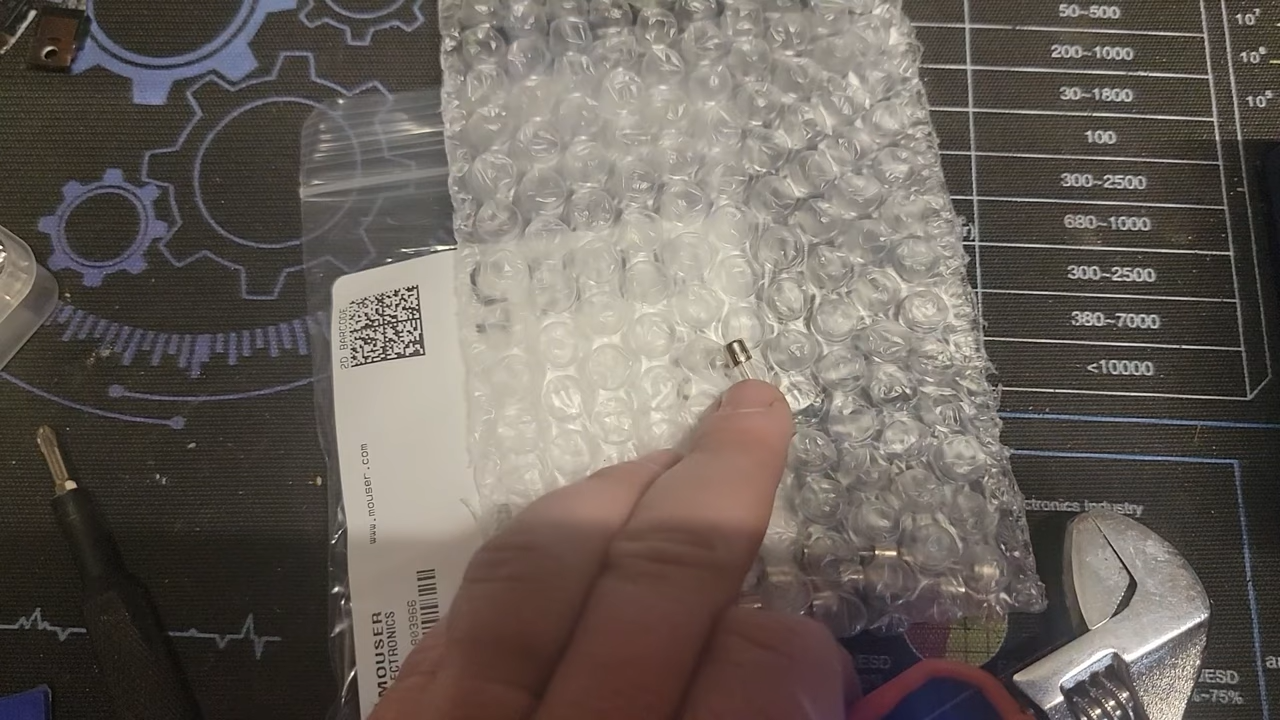 50~500
200~1000
30~1800
100
300~2500
680~1000
300~2500
380~7000
<10000
10⁷
10⁶
10⁵
2D BARCODE
www.mouser.com
MOUSER
ECTRONICS
803966
ctronics Industry
ESD
/ESD
~75%